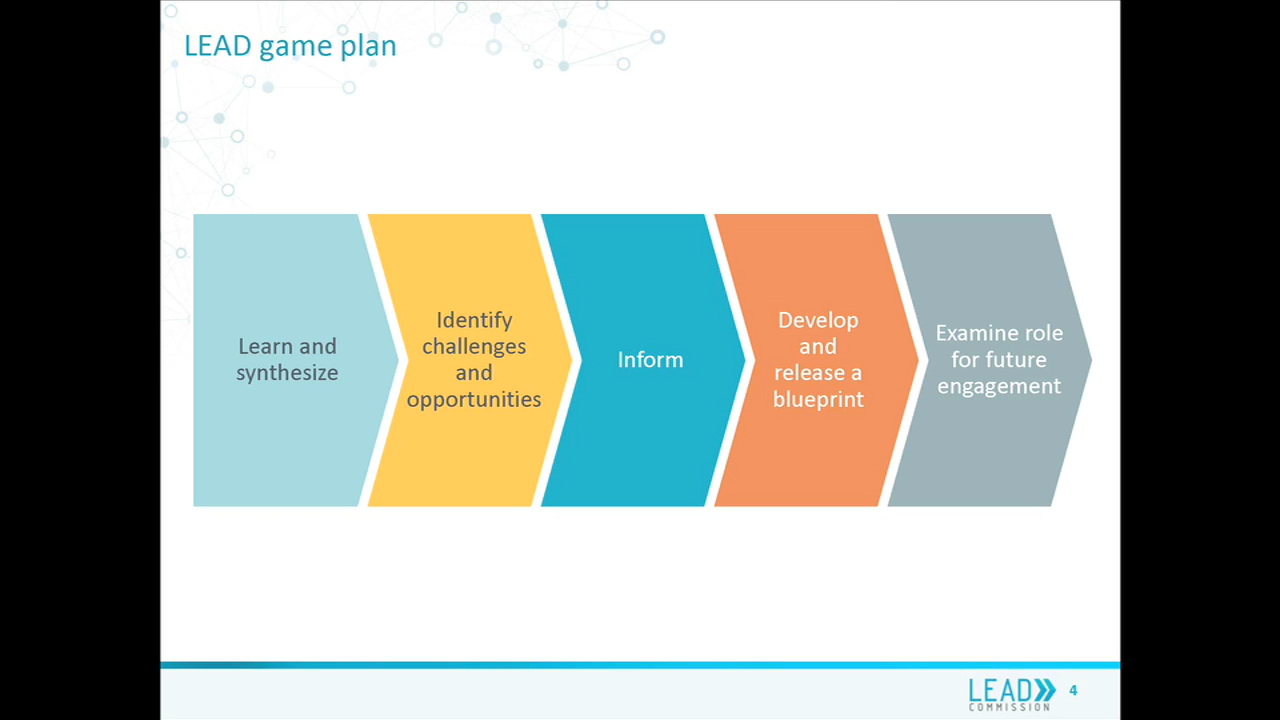 LEAD game plan
Learn and
synthesize
Identify
challenges
and
opportunities
Inform
Develop
and
release a
blueprint
Examine role
for future
engagement
LEAD
COMMISSION
4